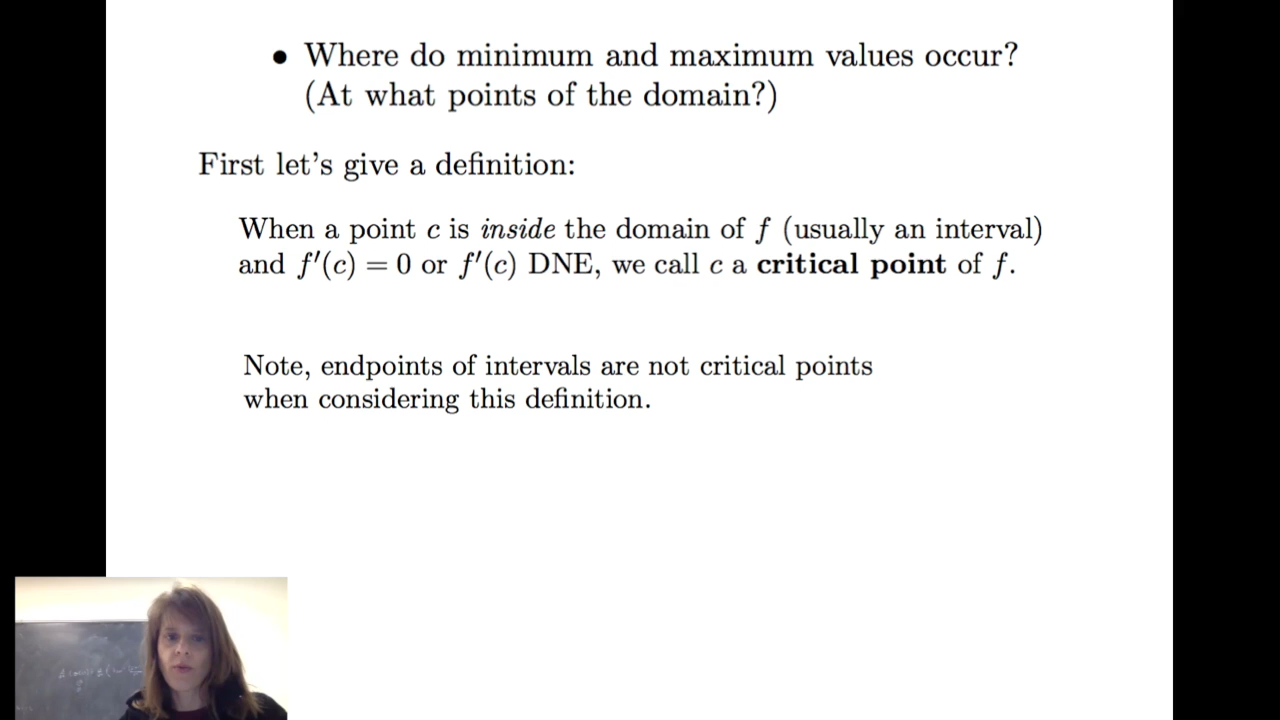 • Where do minimum and maximum values occur?
(At what points of the domain?)
First let's give a definition:
When a point c is inside the domain of f (usually an interval)
and f′(c) = 0 or f′(c) DNE, we call c a critical point of f.
Note, endpoints of intervals are not critical points
when considering this definition.